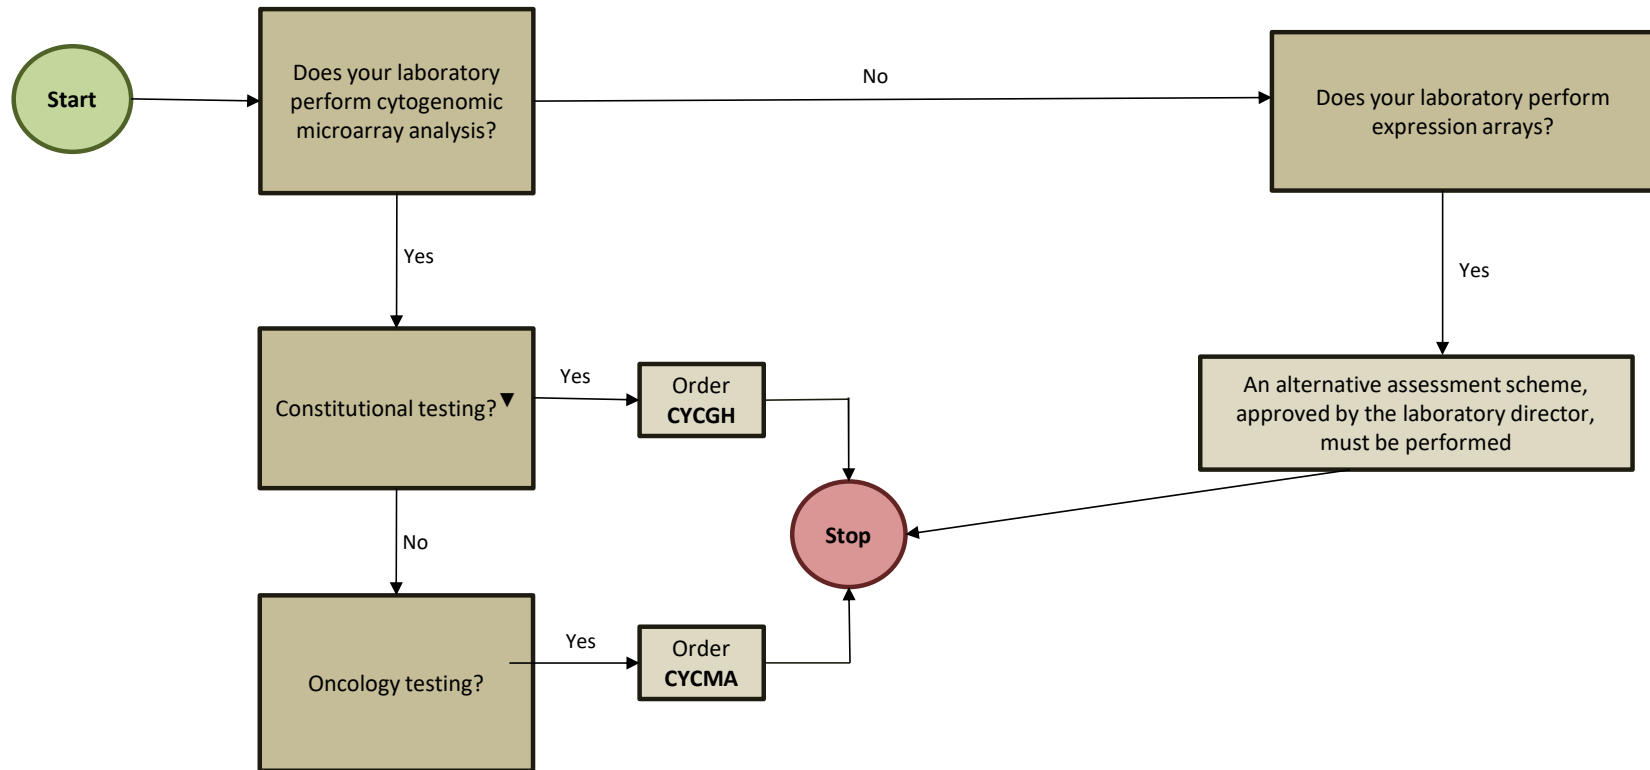 Start
Does your laboratory
perform cytogenomic
microarray analysis?
No
Does your laboratory perform
expression arrays?
Yes
Yes
Constitutional testing?▼
Yes
Order
CYCGH
An alternative assessment scheme,
approved by the laboratory director,
must be performed
Stop
No
Oncology testing?
Yes
Order
CYCMA